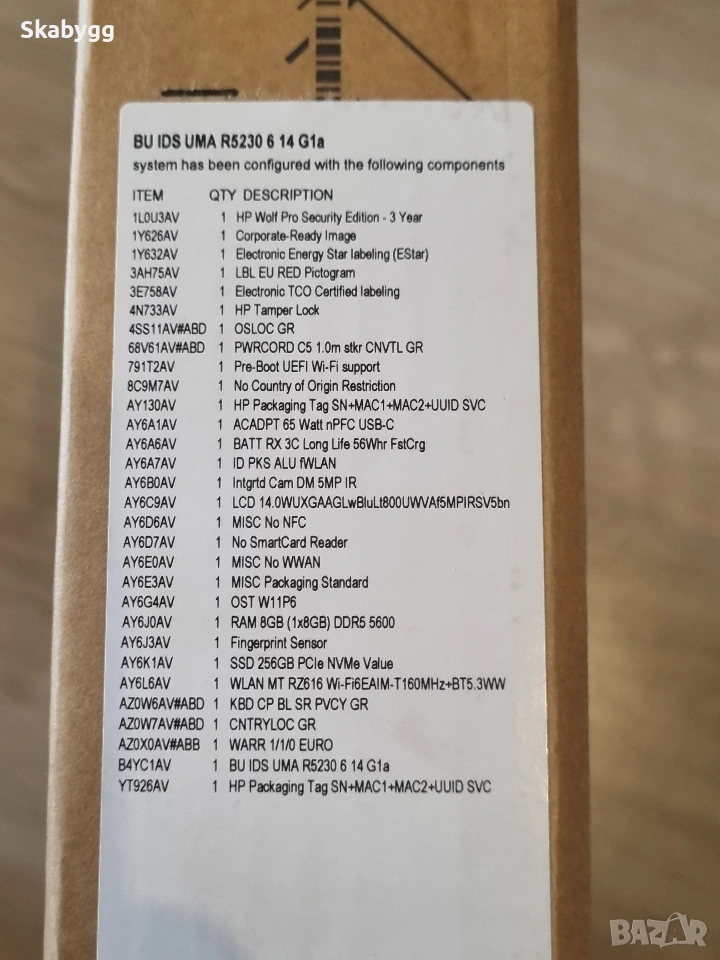 Skabygg
BU IDS UMA R5230 6 14 G1a
system has been configured with the following components
ITEM QTY DESCRIPTION
1L0U3AV 1 HP Wolf Pro Security Edition - 3 Year
1Y626AV 1 Corporate-Ready Image
1Y632AV 1 Electronic Energy Star labeling (EStar)
3AH75AV 1 LBL EU RED Pictogram
3E758AV 1 Electronic TCO Certified labeling
4N733AV 1 HP Tamper Lock
4SS11AV#ABD 1 OSLOC GR
68V61AV#ABD 1 PWRCORD C5 1.0m stkr CNVTL GR
791T2AV 1 Pre-Boot UEFI Wi-Fi support
8C9M7AV 1 No Country of Origin Restriction
AY130AV 1 HP Packaging Tag SN+MAC1+MAC2+UUID SVC
AY6A1AV 1 ACADPT 65 Watt nPFC USB-C
AY6A6AV 1 BATT RX 3C Long Life 56Whr FstCrg
AY6A7AV 1 ID PKS ALU fWLAN
AY6B0AV 1 Intgrtd Cam DM 5MP IR
AY6C9AV 1 LCD 14.0WUXGAAGLwBluLt800UWVAf5MPIRSV5bn
AY6D6AV 1 MISC No NFC
AY6D7AV 1 No SmartCard Reader
AY6E0AV 1 MISC No WWAN
AY6E3AV 1 MISC Packaging Standard
AY6G4AV 1 OST W11P6
AY6J0AV 1 RAM 8GB (1x8GB) DDR5 5600
AY6J3AV 1 Fingerprint Sensor
AY6K1AV 1 SSD 256GB PCIe NVMe Value
AY6L6AV 1 WLAN MT RZ616 Wi-Fi6EAIM-T160MHz+BT5.3WW
AZ0W6AV#ABD 1 KBD CP BL SR PVCY GR
AZ0W7AV#ABD 1 CNTRYLOC GR
AZ0X0AV#ABB 1 WARR 1/1/0 EURO
B4YC1AV 1 BU IDS UMA R5230 6 14 G1a
YT926AV 1 HP Packaging Tag SN+MAC1+MAC2+UUID SVC
BAZAR